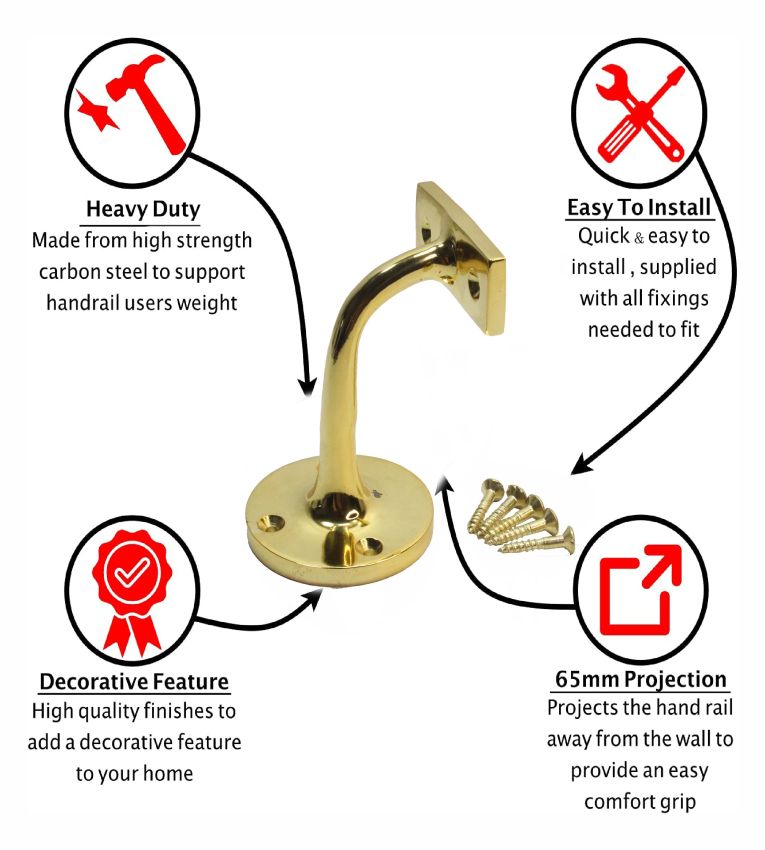 Heavy Duty
Made from high strength
carbon steel to support
handrail users weight
Easy To Install
Quick & easy to
install , supplied
with all fixings
needed to fit
Decorative Feature
High quality finishes to
add a decorative feature
to your home
65mm Projection
Projects the hand rail
away from the wall to
provide an easy
comfort grip